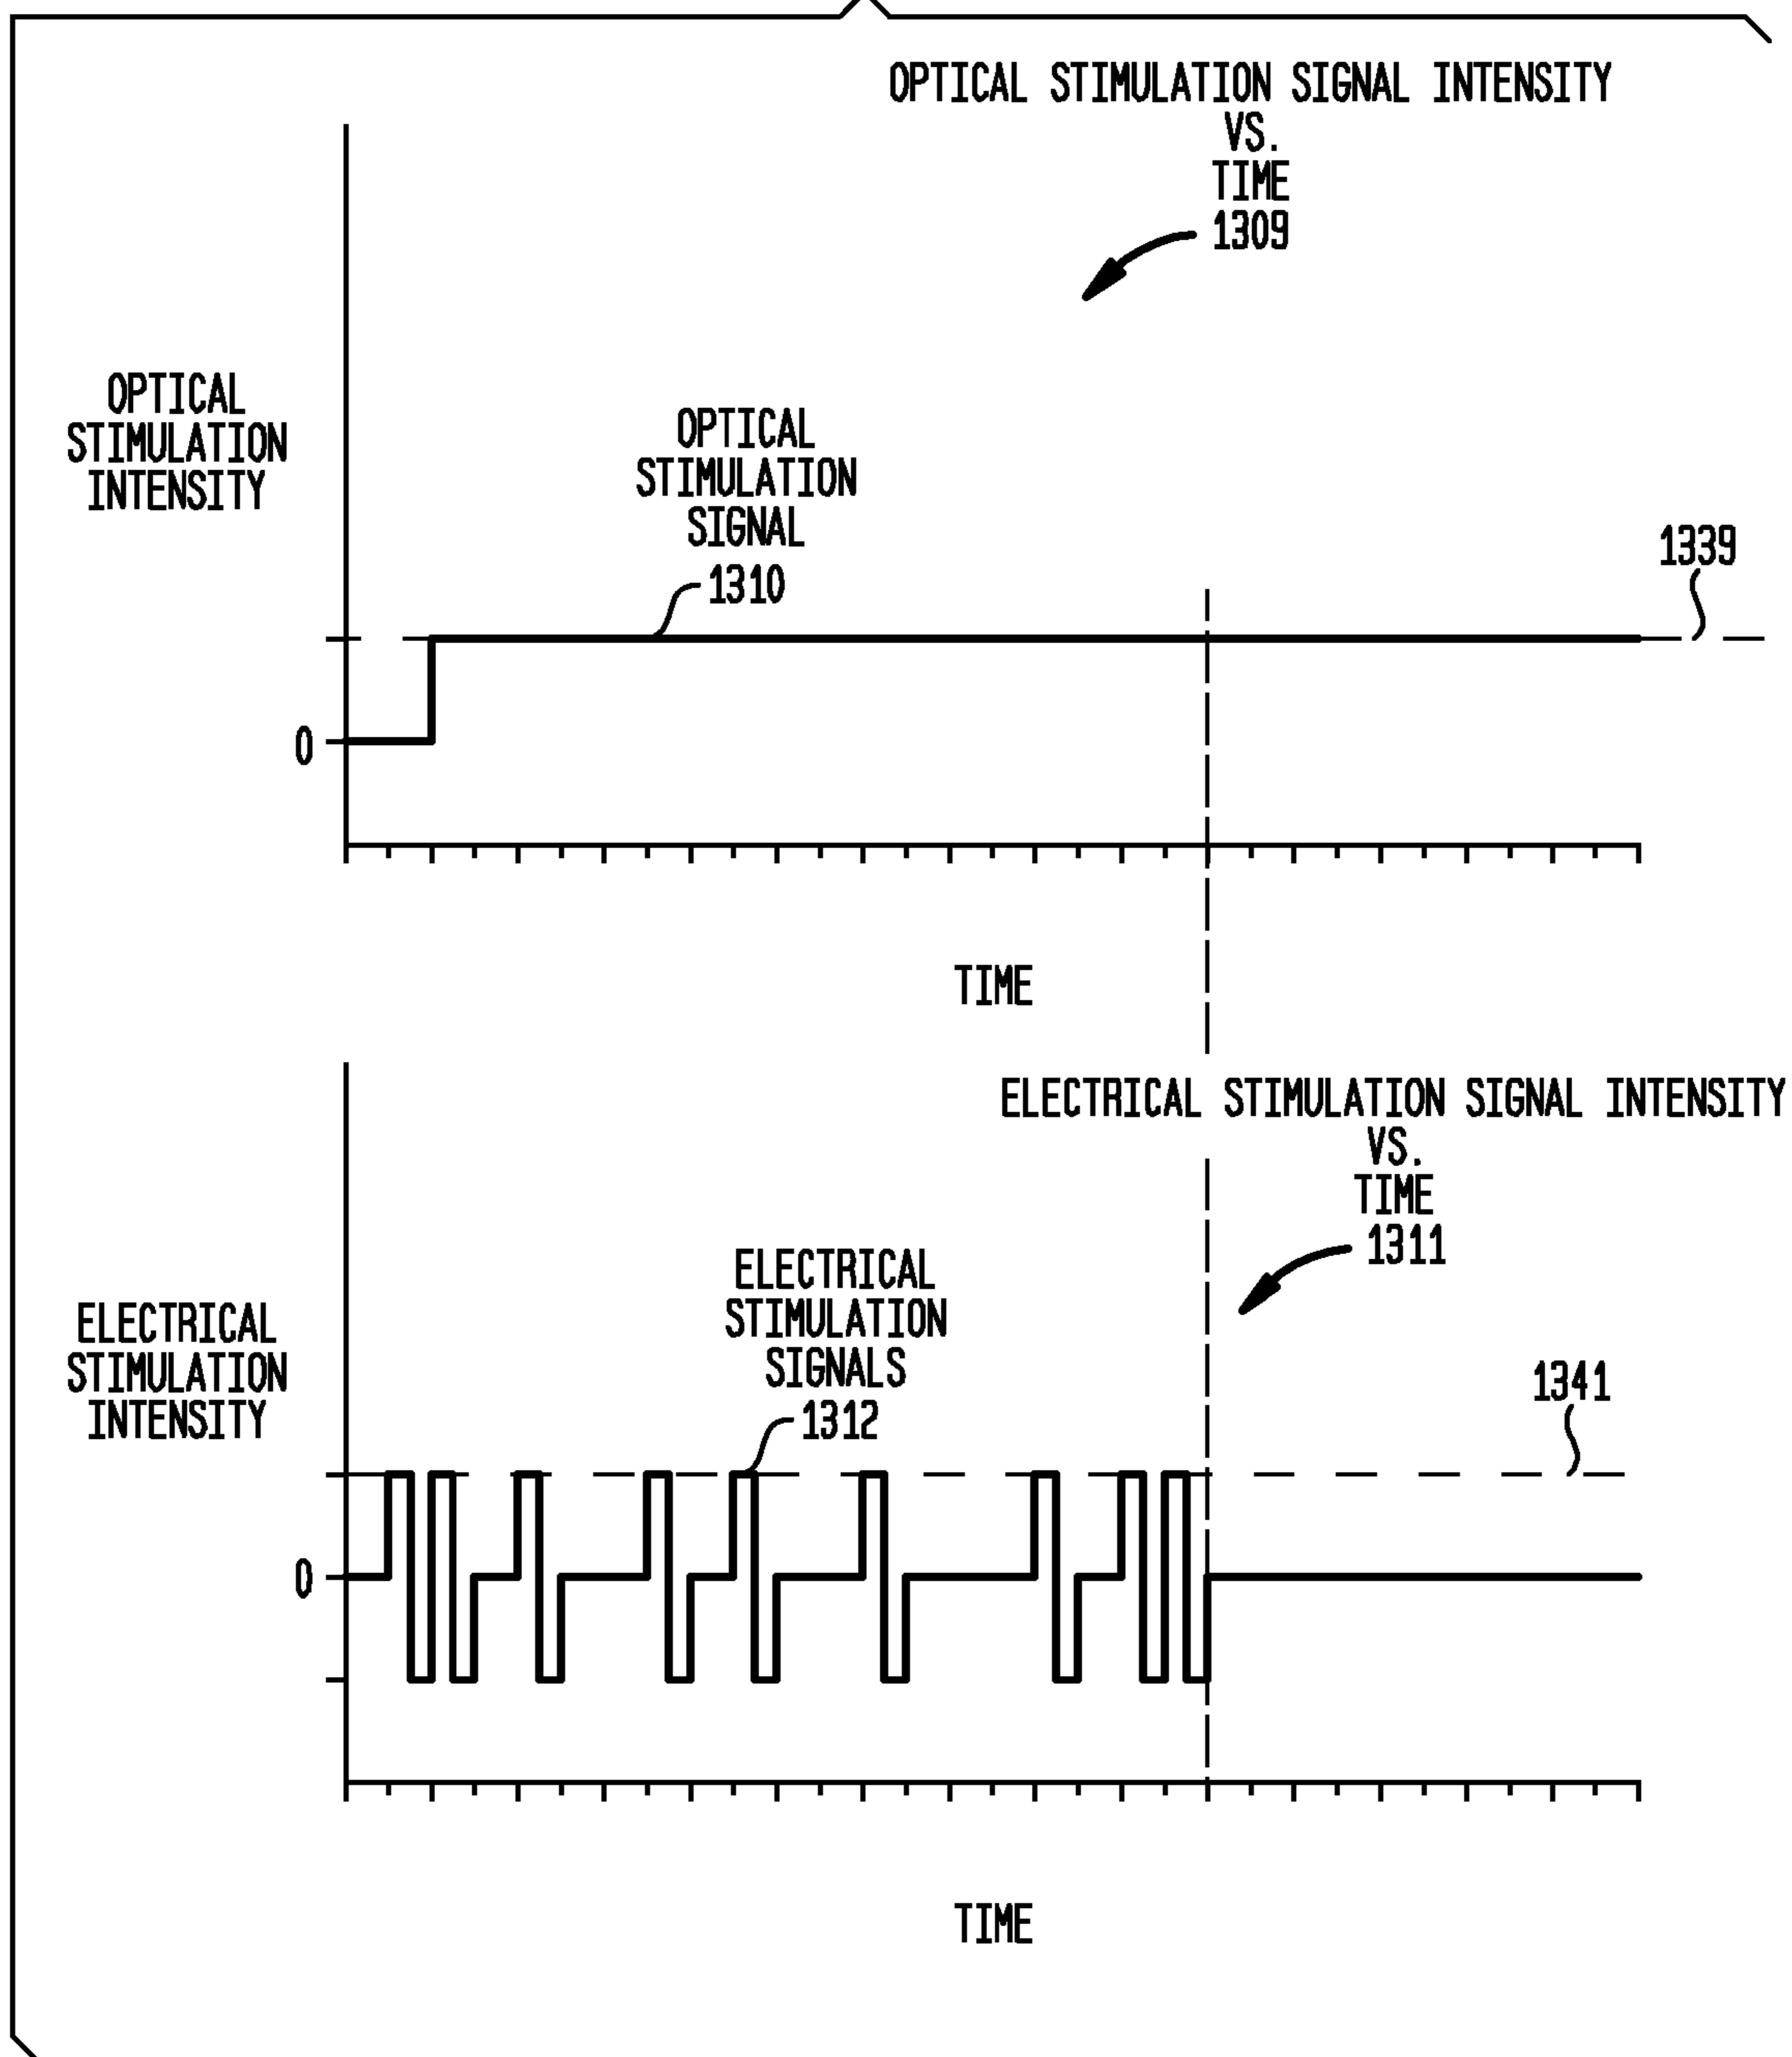 OPTICAL STIMULATION SIGNAL INTENSITY
VS.
TIME
1309
OPTICAL
STIMULATION
INTENSITY
OPTICAL
STIMULATION
SIGNAL
1310
1339
0
TIME
ELECTRICAL STIMULATION SIGNAL INTENSITY
VS.
TIME
1311
ELECTRICAL
STIMULATION
INTENSITY
ELECTRICAL
STIMULATION
SIGNALS
1312
1341
0
TIME